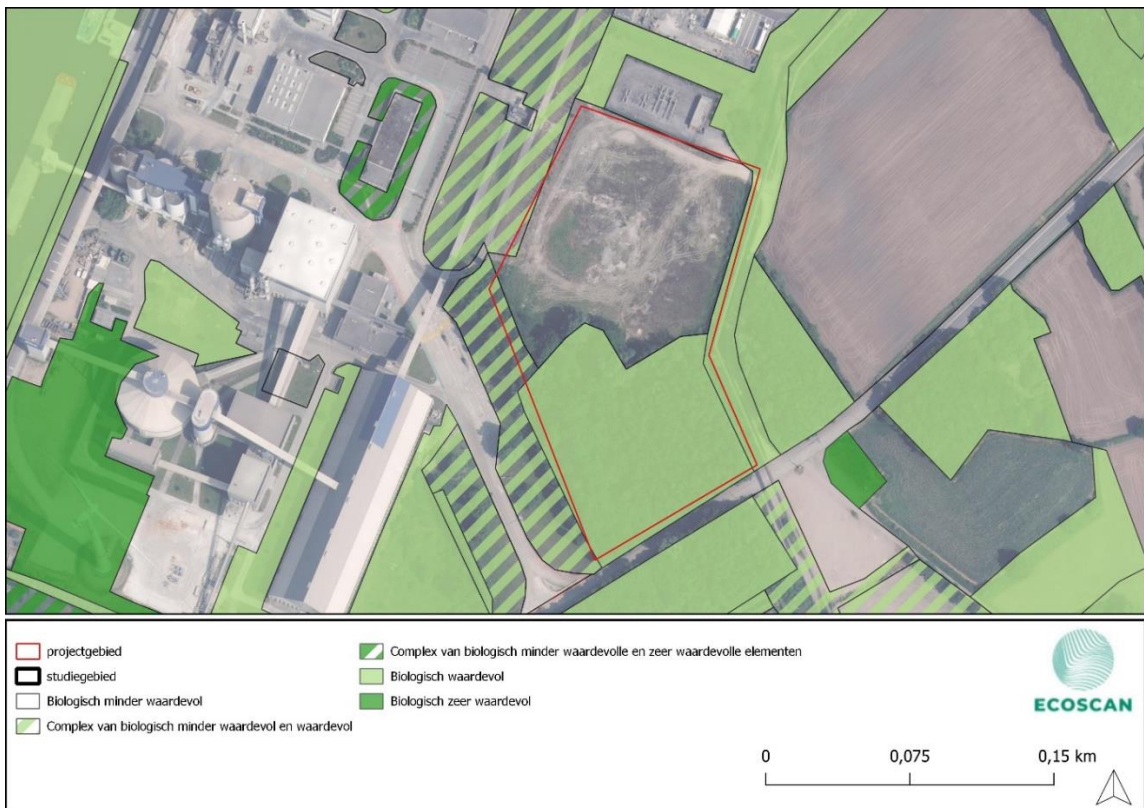 projectgebied
studiegebied
Biologisch minder waardevol
Complex van biologisch minder waardevol en waardevol
Complex van biologisch minder waardevolle en zeer waardevolle elementen
Biologisch waardevol
Biologisch zeer waardevol
ECOSCAN
0 0,075 0,15 km